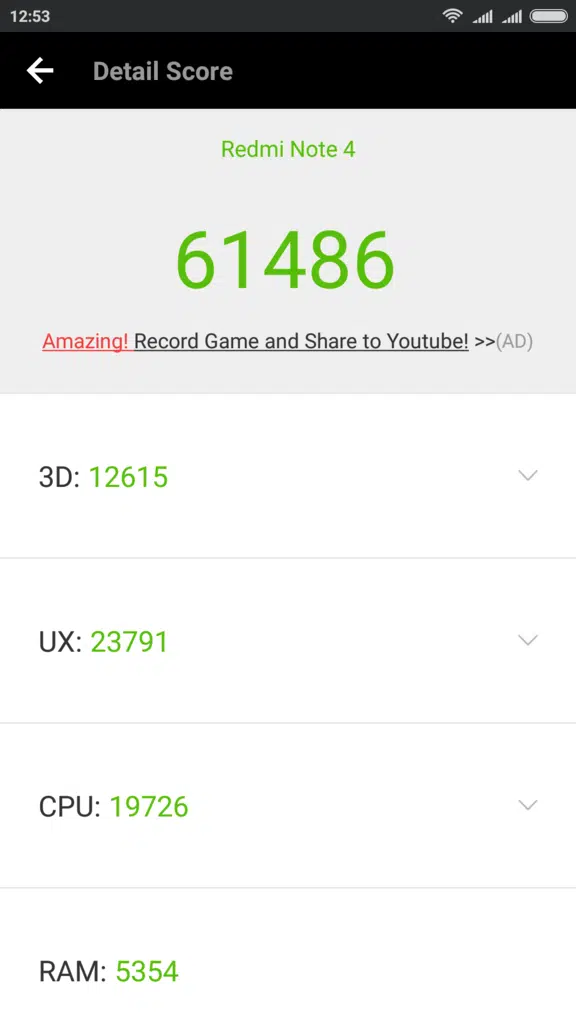 12:53
Detail Score
Redmi Note 4
61486
Amazing! Record Game and Share to Youtube! >>(AD)
3D: 12615
UX: 23791
CPU: 19726
RAM: 5354